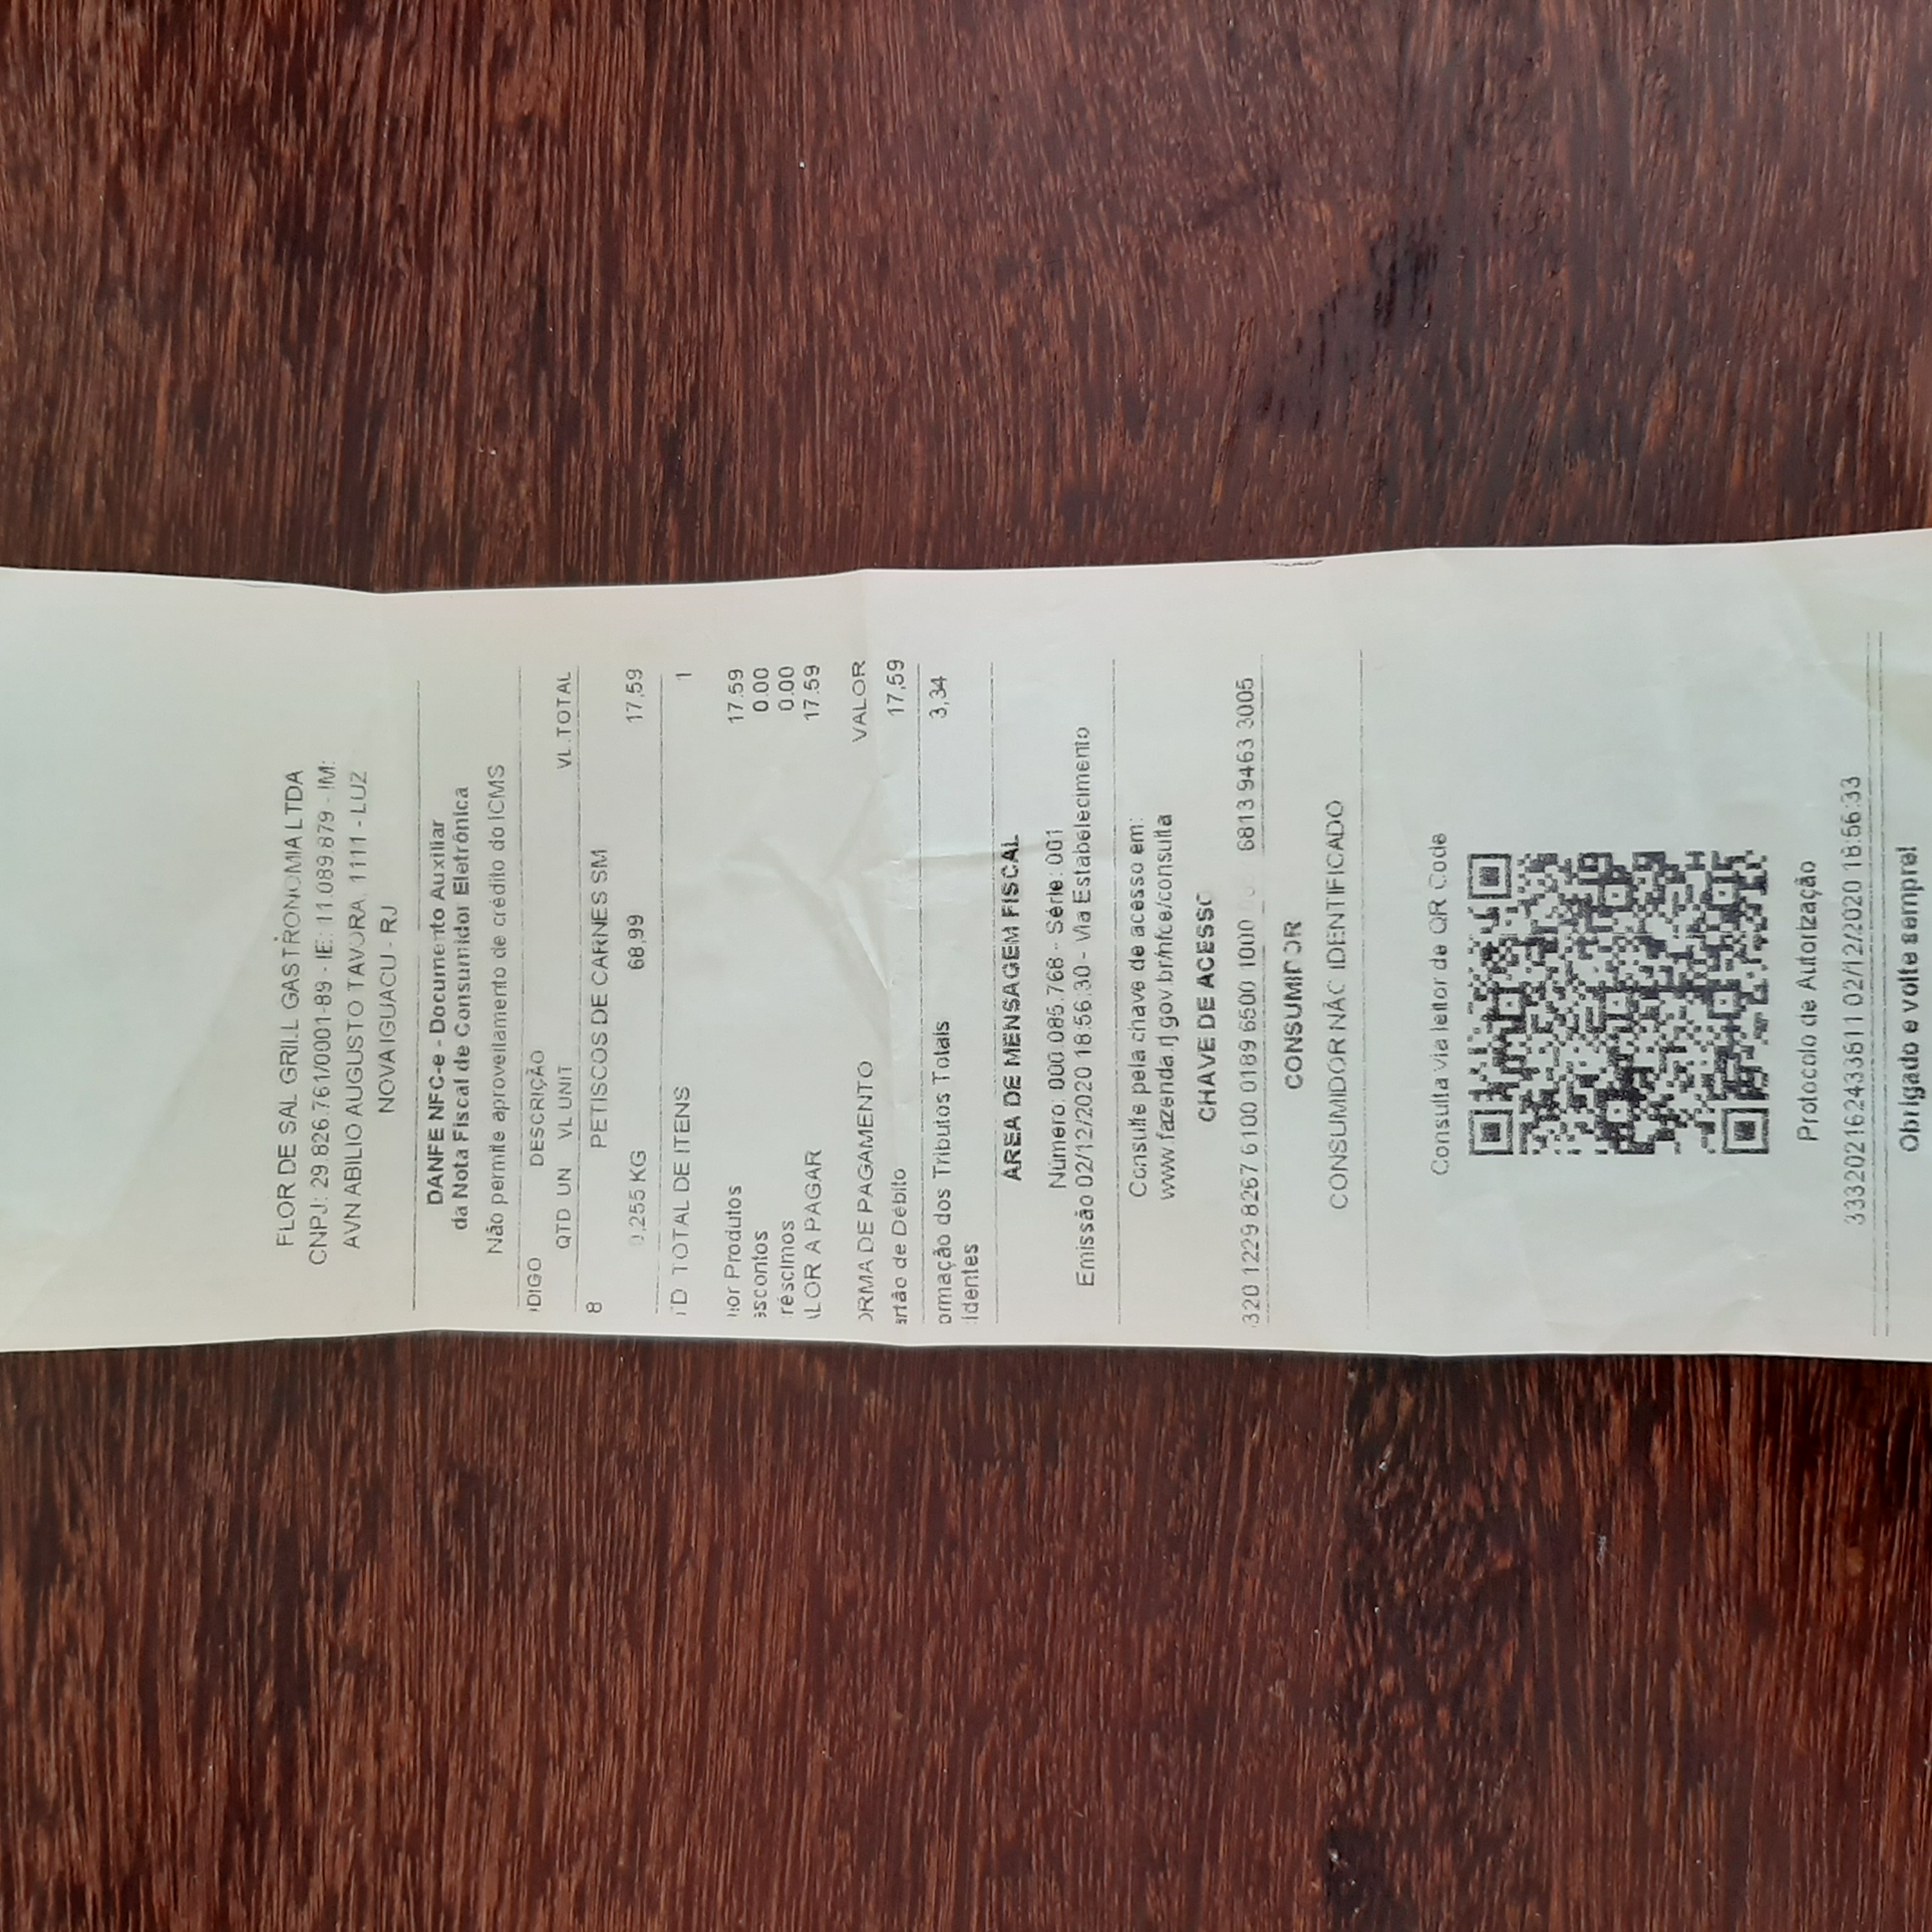 FLOR DE SAL GRILL GASTRONOMIA LTDA
CNPJ: 29.826.761/0001-89 - IE: 11.089.879 - IM:
AVN ABILIO AUGUSTO TAVORA, 1111 - LUZ
NOVA IGUACU - RJ
DANFE NFC-e - Documento Auxiliar
da Nota Fiscal de Consumidor Eletrônica
Não permite aproveitamento de crédito do ICMS
ÓDIGO DESCRIÇÃO
QTD UN VL UNIT VL TOTAL
8 PETISCOS DE CARNES SM
0,255 KG 68,99 17,59
TD TOTAL DE ITENS 1
lor Produtos 17.59
scontos 0.00
réscimos 0.00
LOR A PAGAR 17.59
ORMA DE PAGAMENTO VALOR
rtão de Débito 17,59
ormação dos Tributos Totais 3,34
identes
ÁREA DE MENSAGEM FISCAL
Número: 000.085.768 - Série: 001
Emissão 02/12/2020 18:56:30 - Via Estabelecimento
Consulte pela chave de acesso em:
www.fazenda.rj.gov.br/nfce/consulta
CHAVE DE ACESSO
320 1229 8267 6100 0189 6500 1000 6813 9463 3005
CONSUMIDOR
CONSUMIDOR NÃO IDENTIFICADO
Consulta via leitor de QR Code
Protocolo de Autorização
333202162433611 02/12/2020 18:56:33
Obrigado e volte sempre!